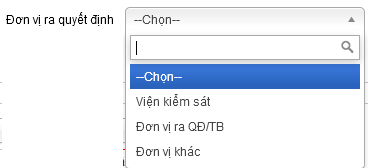 Đơn vị ra quyết định --Chọn--
--Chọn--
Viện kiểm sát
Đơn vị ra QĐ/TB
Đơn vị khác